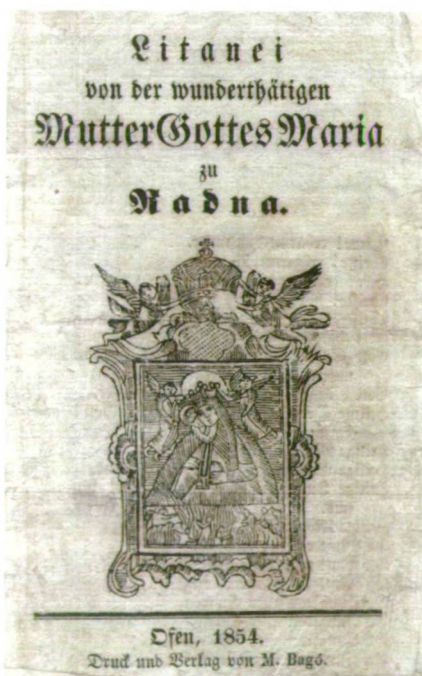 Litanei
von der wunderthätigen
Mutter Gottes Maria
zu
Radna.
Ofen, 1854.
Druck und Verlag von M. Bagó.